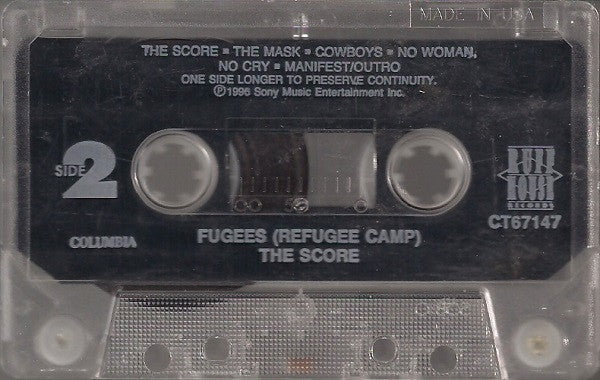 MADE IN USA
THE SCORE ▪ THE MASK ▪ COWBOYS ▪ NO WOMAN,
NO CRY ▪ MANIFEST/OUTRO
ONE SIDE LONGER TO PRESERVE CONTINUITY.
℗1996 Sony Music Entertainment Inc.
SIDE 2
RUFF
HOUSE
RECORDS
CT67147
COLUMBIA
FUGEES (REFUGEE CAMP)
THE SCORE